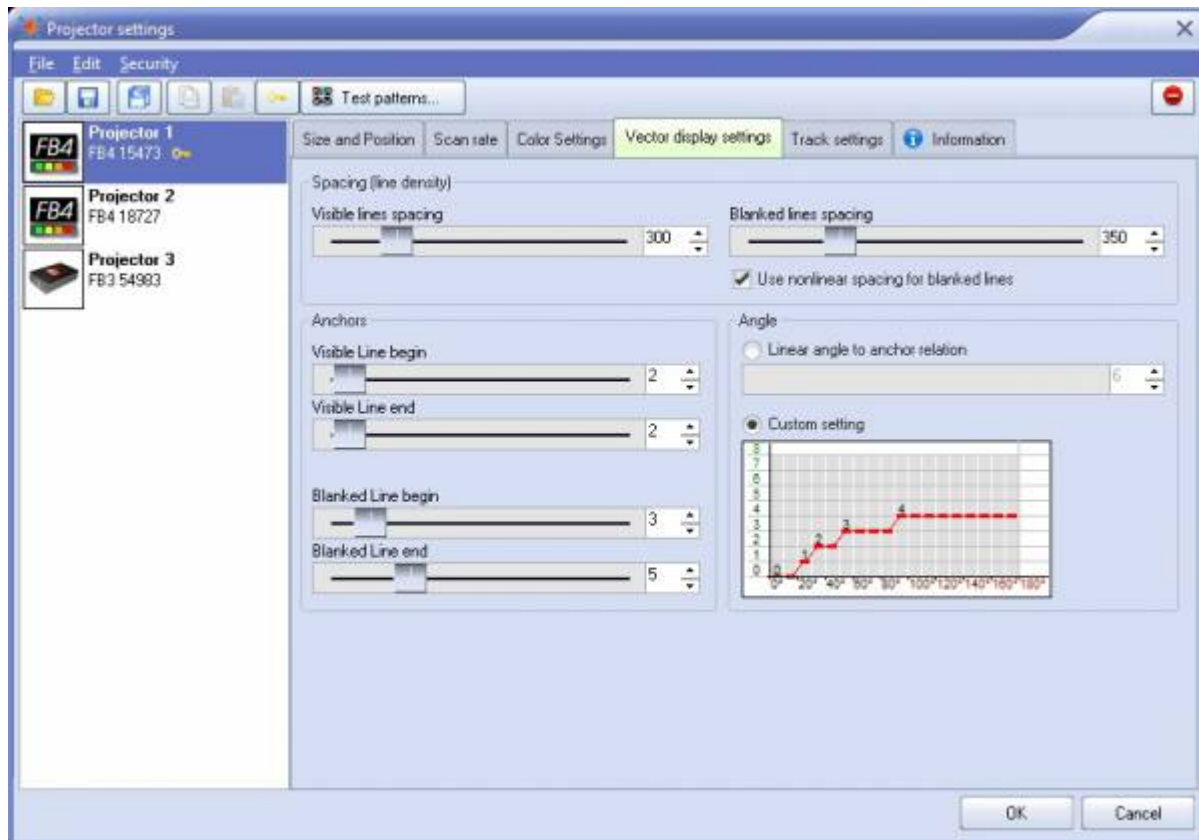 Projector settings
File Edit Security
Test patterns...
FB4
Projector 1
FB4 15473
FB4
Projector 2
FB4 18727
Projector 3
FB3 54983
Size and Position Scan rate Color Settings Vector display settings Track settings Information
Spacing (line density)
Visible lines spacing
300
Blanked lines spacing
350
Use nonlinear spacing for blanked lines
Anchors
Visible Line begin
2
Visible Line end
2
Blanked Line begin
3
Blanked Line end
5
Angle
Linear angle to anchor relation
6
Custom setting
8
7
6
5
4
3
2
1
0
0 1 2 3 4
0° 20° 40° 60° 80° 100° 120° 140° 160° 180°
OK Cancel